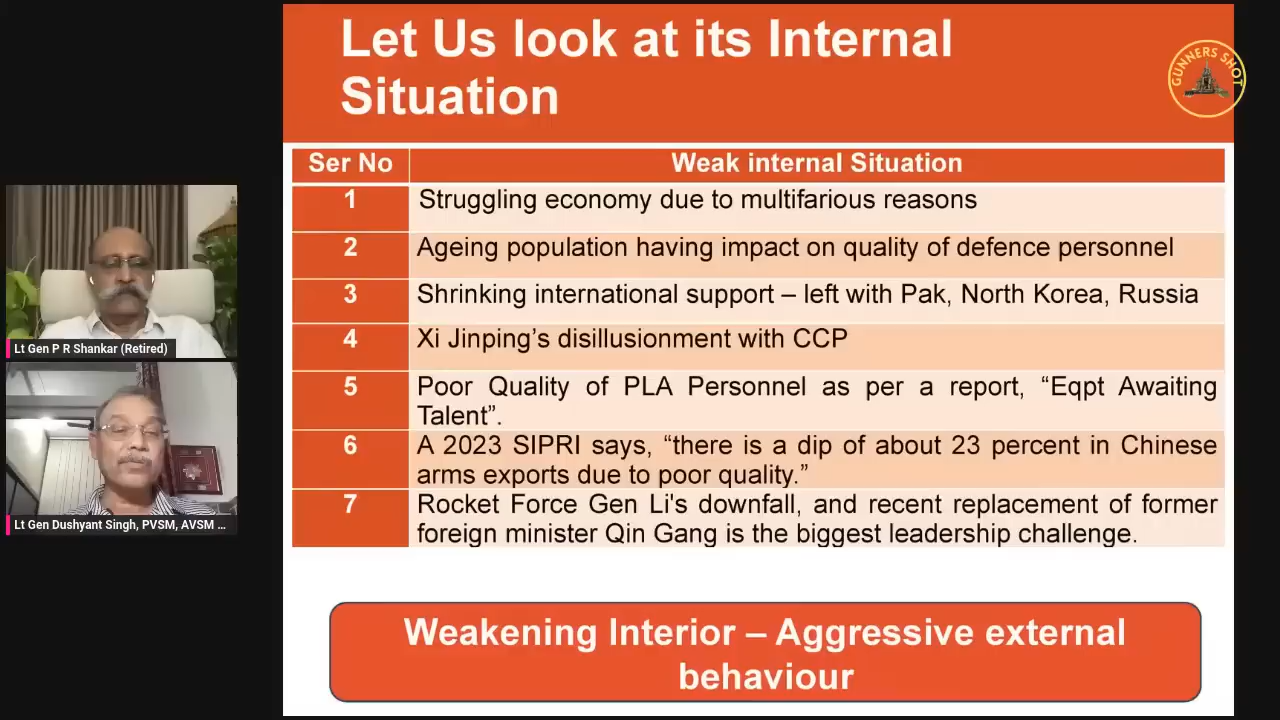 Let Us look at its Internal
Situation
GUNNERS SHOT
Ser No
Weak internal Situation
1
Struggling economy due to multifarious reasons
2
Ageing population having impact on quality of defence personnel
3
Shrinking international support – left with Pak, North Korea, Russia
4
Xi Jinping’s disillusionment with CCP
5
Poor Quality of PLA Personnel as per a report, “Eqpt Awaiting
Talent”.
6
A 2023 SIPRI says, “there is a dip of about 23 percent in Chinese
arms exports due to poor quality.”
7
Rocket Force Gen Li's downfall, and recent replacement of former
foreign minister Qin Gang is the biggest leadership challenge.
Weakening Interior – Aggressive external
behaviour
Lt Gen P R Shankar (Retired)
Lt Gen Dushyant Singh, PVSM, AVSM ...